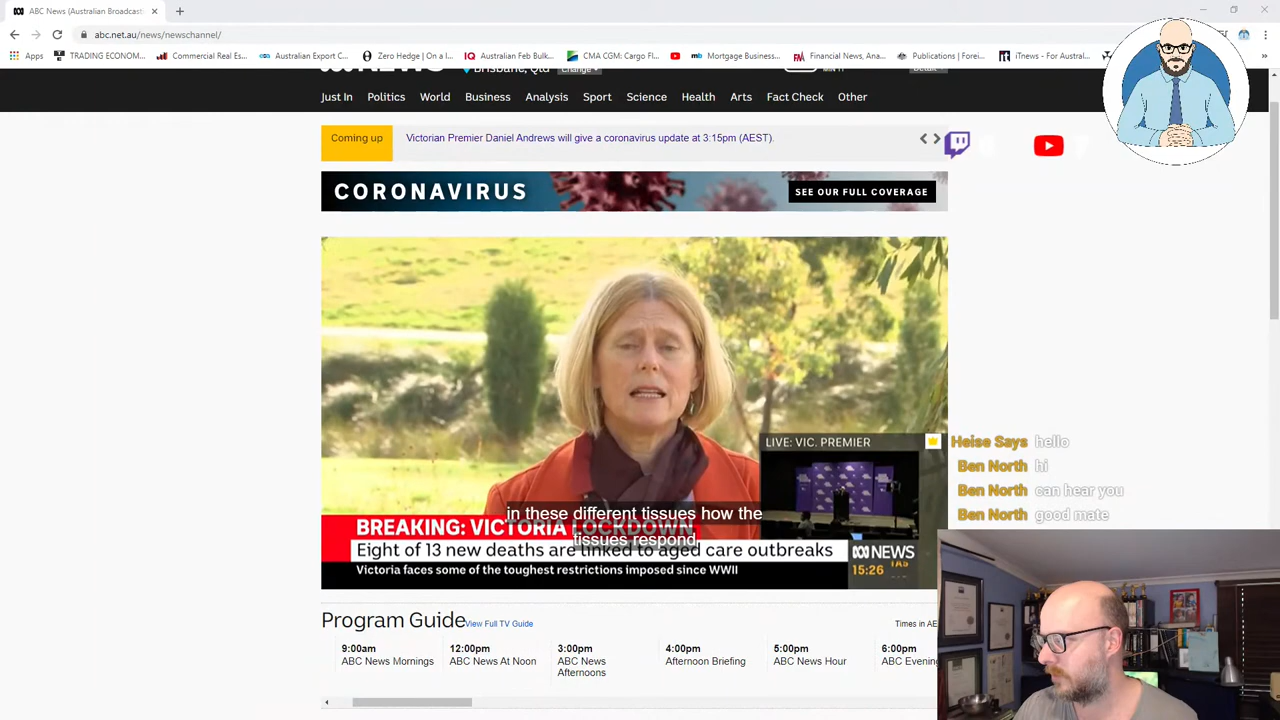 ABC News (Australian Broadcast
abc.net.au/news/newschannel/
Apps
TRADING ECONOM...
Commercial Real Es...
Australian Export C...
Zero Hedge | On a l...
Australian Feb Bulk...
CMA CGM: Cargo Fl...
Mortgage Business...
Financial News, Ana...
Publications | Forei...
iTnews - For Austral...
NEWS
Brisbane, Qld
Change
Just In
Politics
World
Business
Analysis
Sport
Science
Health
Arts
Fact Check
Other
Coming up
Victorian Premier Daniel Andrews will give a coronavirus update at 3:15pm (AEST).
CORONAVIRUS
SEE OUR FULL COVERAGE
LIVE: VIC. PREMIER
in these different tissues how the
tissues respond
BREAKING: VICTORIA LOCKDOWN
Eight of 13 new deaths are linked to aged care outbreaks
Victoria faces some of the toughest restrictions imposed since WWII
NEWS
15:26
Heise Says hello
Ben North hi
Ben North can hear you
Ben North good mate
Program Guide
View Full TV Guide
Times in AE
9:00am
ABC News Mornings
12:00pm
ABC News At Noon
3:00pm
ABC News
Afternoons
4:00pm
Afternoon Briefing
5:00pm
ABC News Hour
6:00pm
ABC Evening